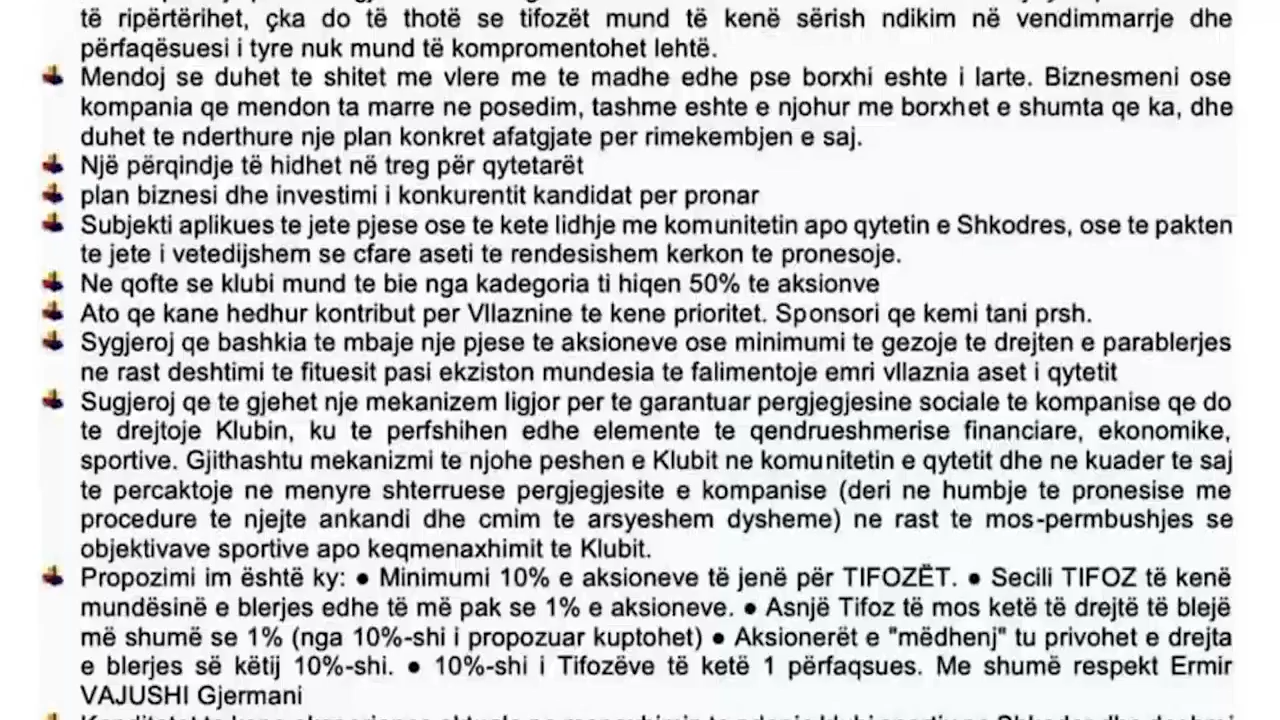 të ripërtërihet, çka do të thotë se tifozët mund të kenë sërish ndikim në vendimmarrje dhe
përfaqësuesi i tyre nuk mund të kompromentohet lehtë.
Mendoj se duhet te shitet me vlere me te madhe edhe pse borxhi eshte i larte. Biznesmeni ose
kompania qe mendon ta marre ne posedim, tashme eshte e njohur me borxhet e shumta qe ka, dhe
duhet te nderthure nje plan konkret afatgjate per rimekembjen e saj.
Një përqindje të hidhet në treg për qytetarët
plan biznesi dhe investimi i konkurentit kandidat per pronar
Subjekti aplikues te jete pjese ose te kete lidhje me komunitetin apo qytetin e Shkodres, ose te pakten
te jete i vetedijshem se cfare aseti te rendesishem kerkon te pronesoje.
Ne qofte se klubi mund te bie nga kadegoria ti hiqen 50% te aksionve
Ato qe kane hedhur kontribut per Vllaznine te kene prioritet. Sponsori qe kemi tani prsh.
Sygjeroj qe bashkia te mbaje nje pjese te aksioneve ose minimumi te gezoje te drejten e parablerjes
ne rast deshtimi te fituesit pasi ekziston mundesia te falimentoje emri vllaznia aset i qytetit
Sugjeroj qe te gjehet nje mekanizem ligjor per te garantuar pergjegjesine sociale te kompanise qe do
te drejtoje Klubin, ku te perfshihen edhe elemente te qendrueshmerise financiare, ekonomike,
sportive. Gjithashtu mekanizmi te njohe peshen e Klubit ne komunitetin e qytetit dhe ne kuader te saj
te percaktoje ne menyre shterruese pergjegjesite e kompanise (deri ne humbje te pronesise me
procedure te njejte ankandi dhe cmim te arsyeshem dysheme) ne rast te mos-permbushjes se
objektivave sportive apo keqmenaxhimit te Klubit.
Propozimi im është ky: ● Minimumi 10% e aksioneve të jenë për TIFOZËT. ● Secili TIFOZ të kenë
mundësinë e blerjes edhe të më pak se 1% e aksioneve. ● Asnjë Tifoz të mos ketë të drejtë të blejë
më shumë se 1% (nga 10%-shi i propozuar kuptohet) ● Aksionerët e "mëdhenj" tu privohet e drejta
e blerjes së këtij 10%-shi. ● 10%-shi i Tifozëve të ketë 1 përfaqsues. Me shumë respekt Ermir
VAJUSHI Gjermani